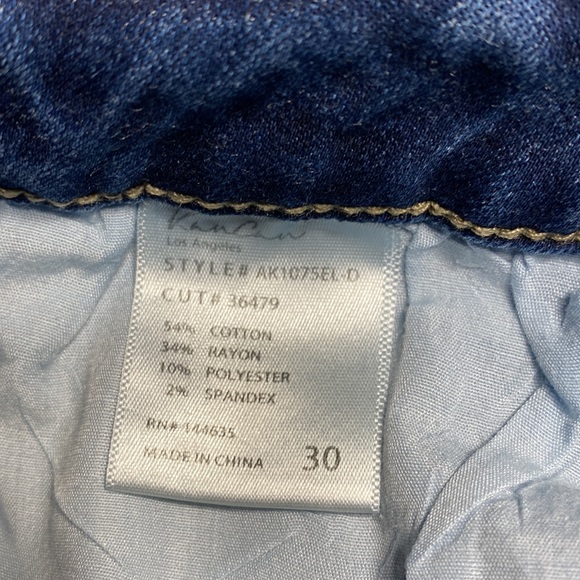 KanCan
Los Angeles
STYLE# AK1075EL-D
CUT# 36479
54% COTTON
34% RAYON
10% POLYESTER
2% SPANDEX
RN# 144635
MADE IN CHINA 30